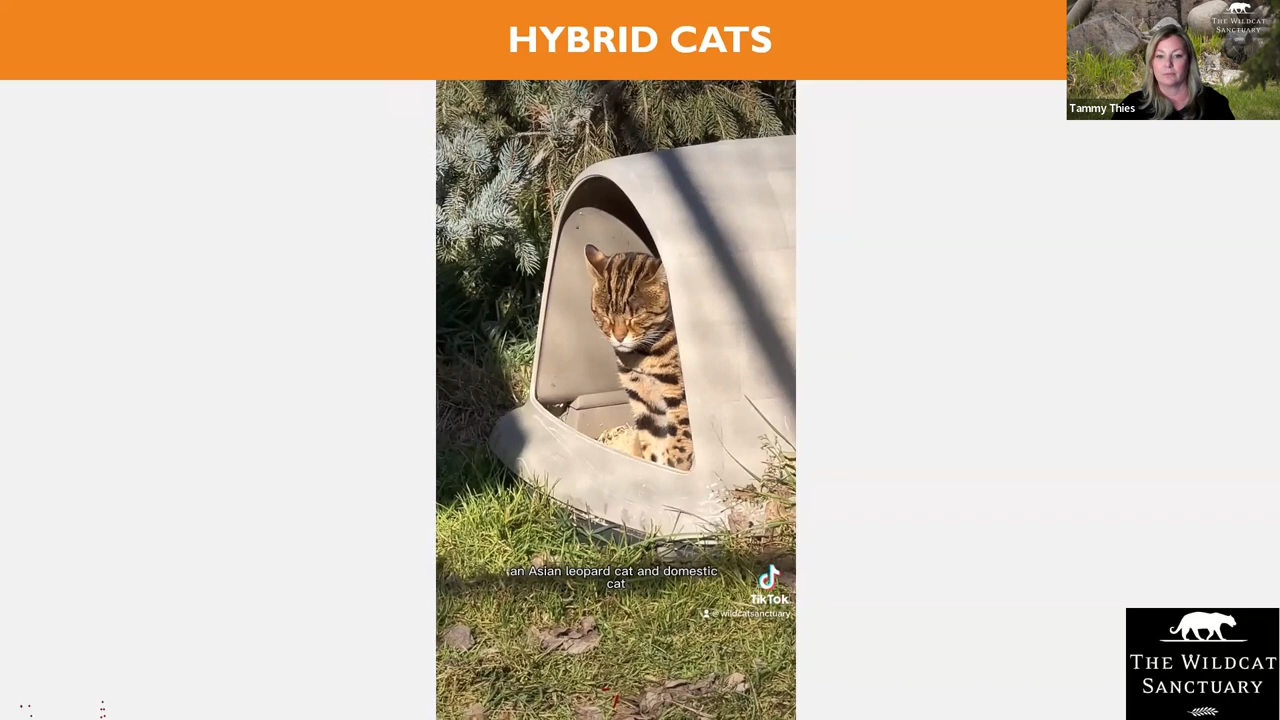 HYBRID CATS
THE WILDCAT
SANCTUARY
Tammy Thies
an Asian leopard cat and domestic
cat
TikTok
@wildcatsanctuary
THE WILDCAT
SANCTUARY